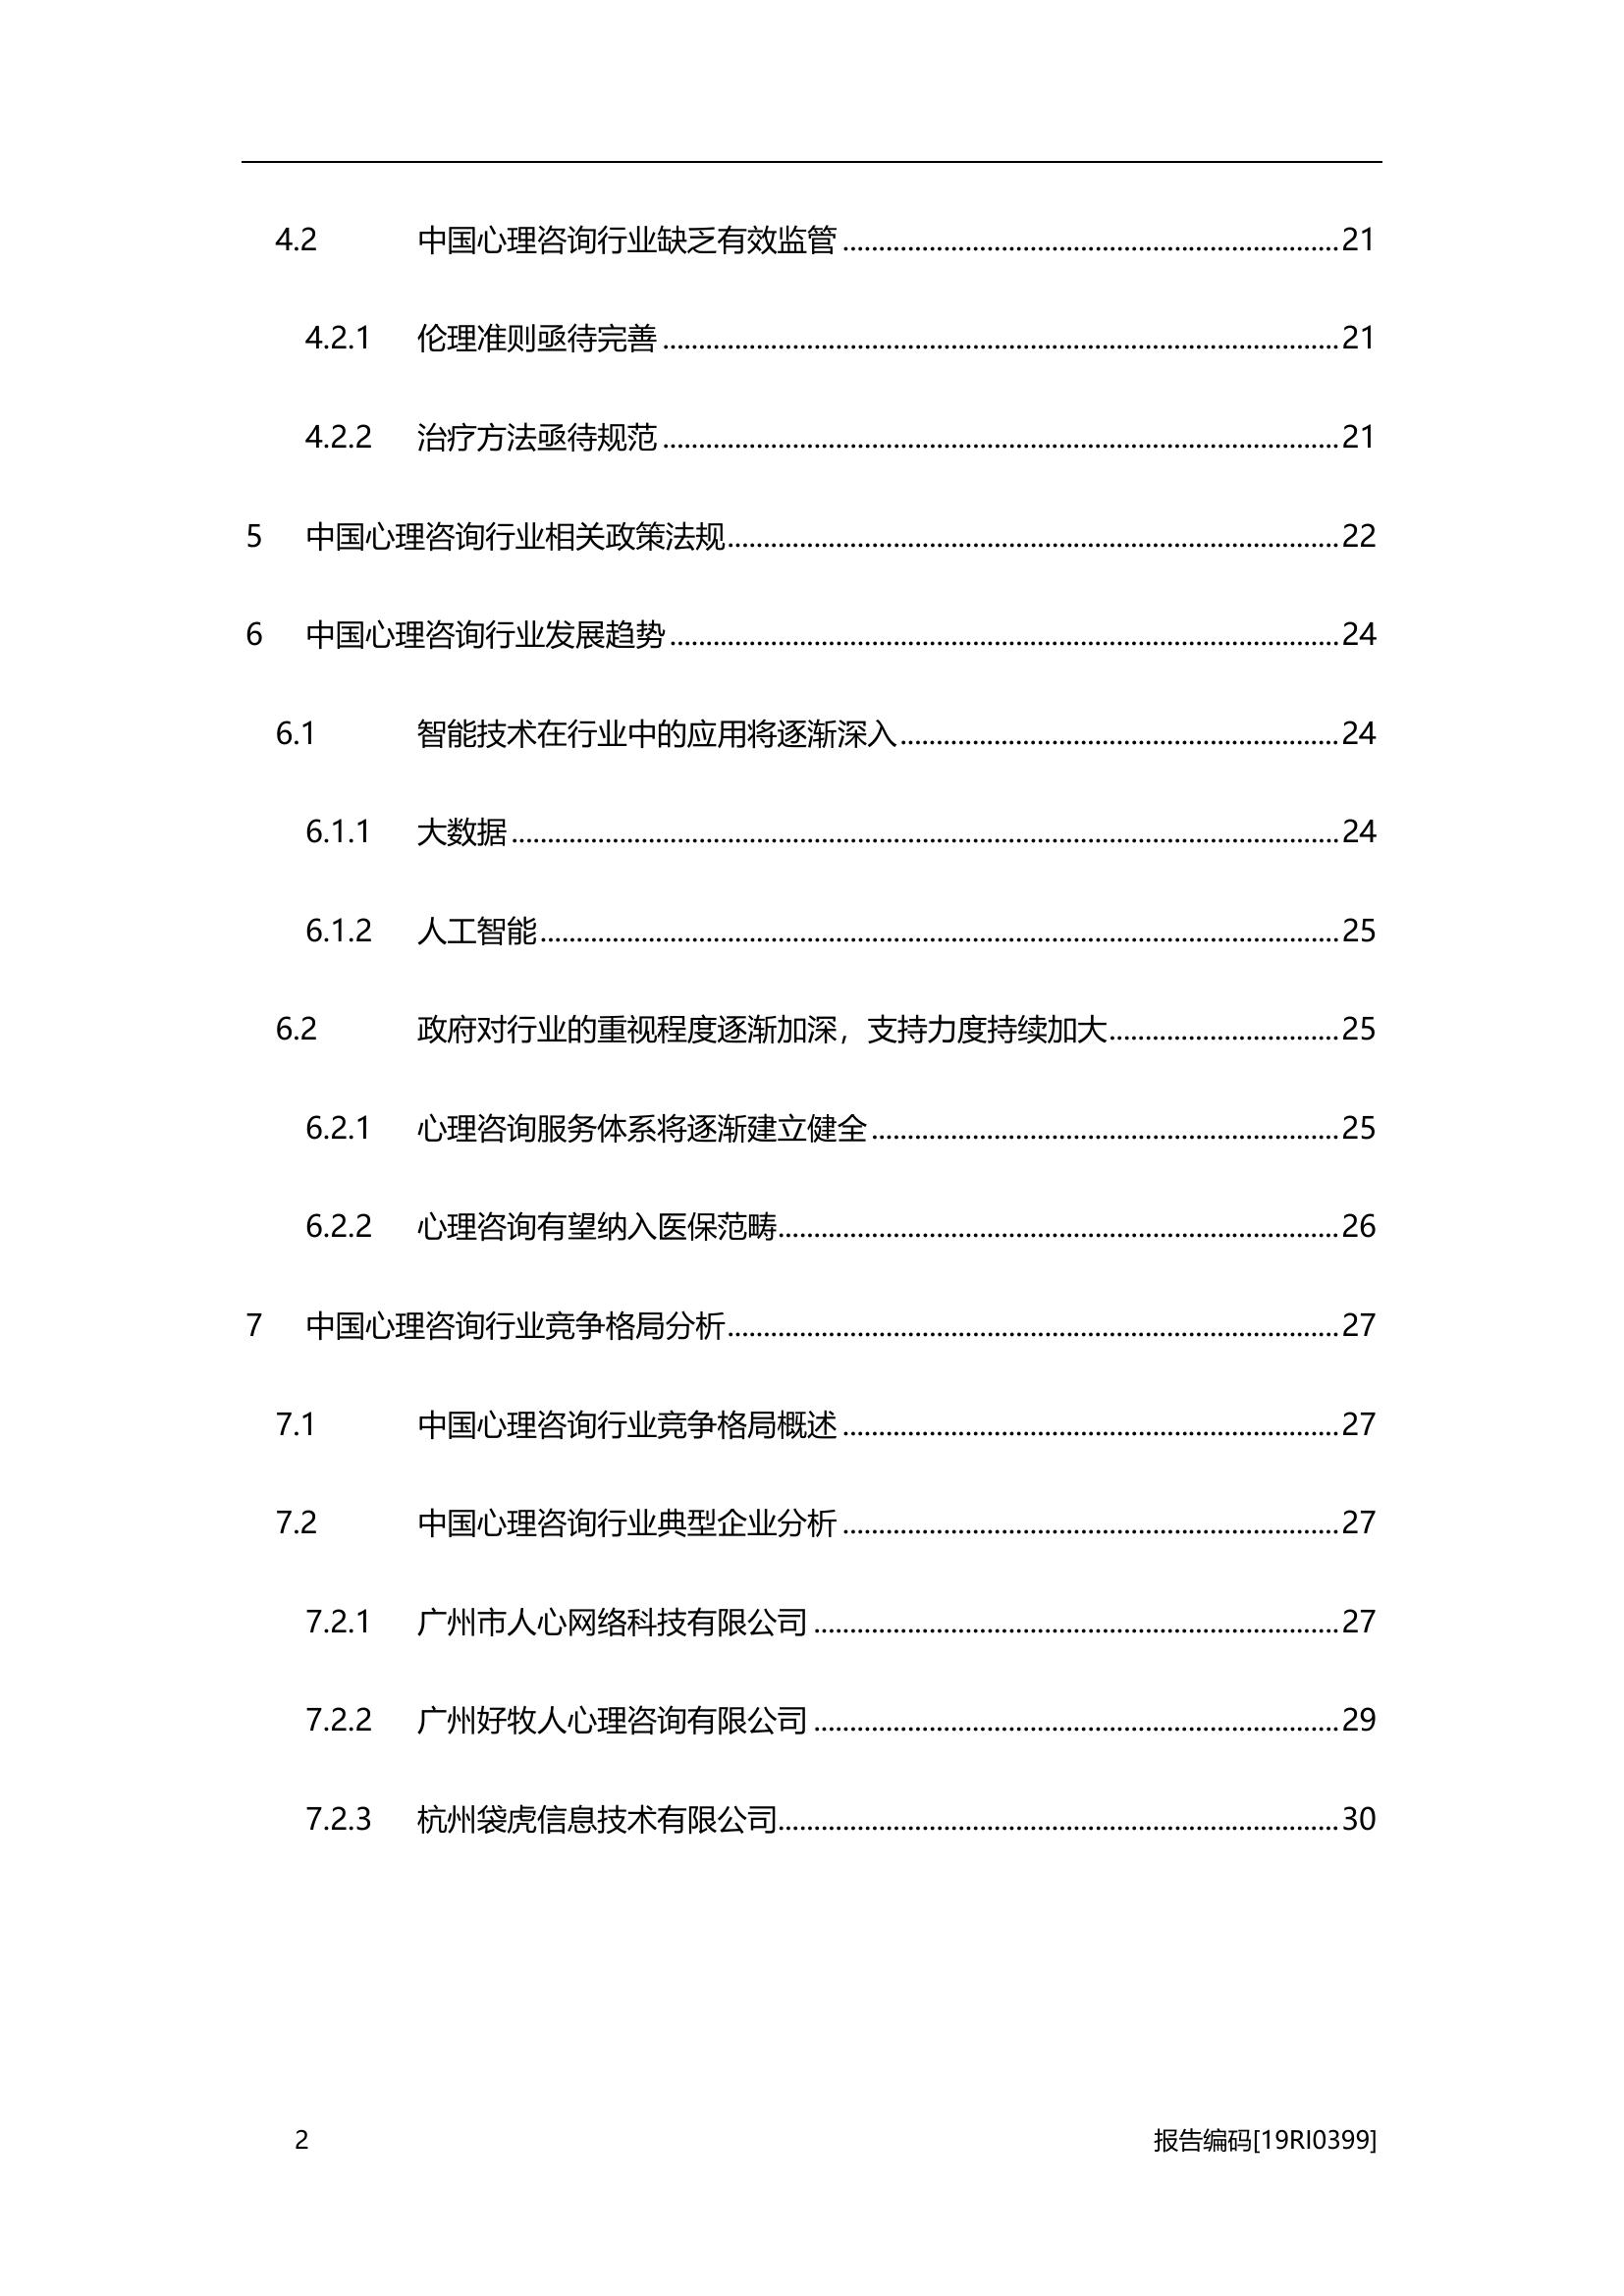 4.2 中国心理咨询行业缺乏有效监管 ........................................ 21
4.2.1 伦理准则亟待完善 ........................................ 21
4.2.2 治疗方法亟待规范 ........................................ 21
5 中国心理咨询行业相关政策法规 ........................................ 22
6 中国心理咨询行业发展趋势 ........................................ 24
6.1 智能技术在行业中的应用将逐渐深入 ........................................ 24
6.1.1 大数据 ........................................ 24
6.1.2 人工智能 ........................................ 25
6.2 政府对行业的重视程度逐渐加深，支持力度持续加大 ........................................ 25
6.2.1 心理咨询服务体系将逐渐建立健全 ........................................ 25
6.2.2 心理咨询有望纳入医保范畴 ........................................ 26
7 中国心理咨询行业竞争格局分析 ........................................ 27
7.1 中国心理咨询行业竞争格局概述 ........................................ 27
7.2 中国心理咨询行业典型企业分析 ........................................ 27
7.2.1 广州市人心网络科技有限公司 ........................................ 27
7.2.2 广州好牧人心理咨询有限公司 ........................................ 29
7.2.3 杭州袋虎信息技术有限公司 ........................................ 30
2 报告编码[19RI0399]